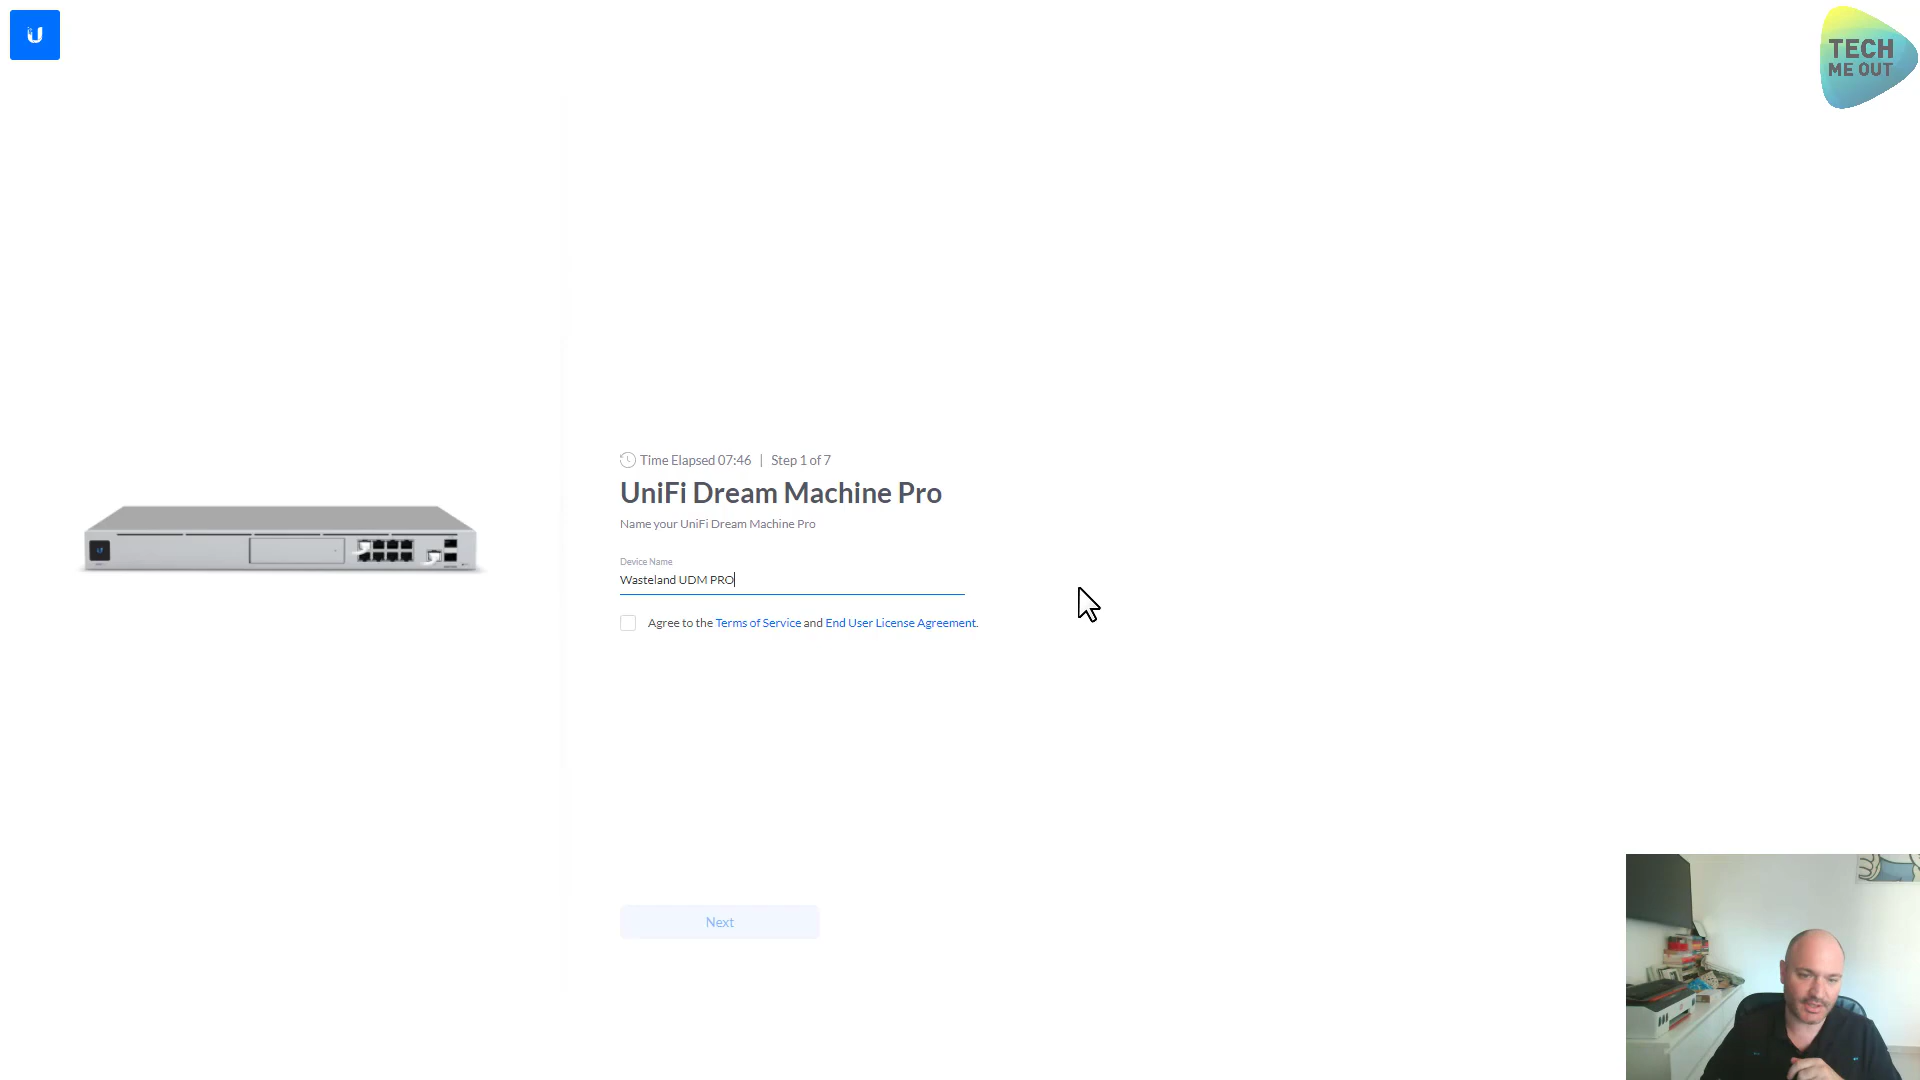 TECH
ME OUT
Time Elapsed 07:46 | Step 1 of 7
UniFi Dream Machine Pro
Name your UniFi Dream Machine Pro
Device Name
Wasteland UDM PRO
Agree to the Terms of Service and End User License Agreement.
Next